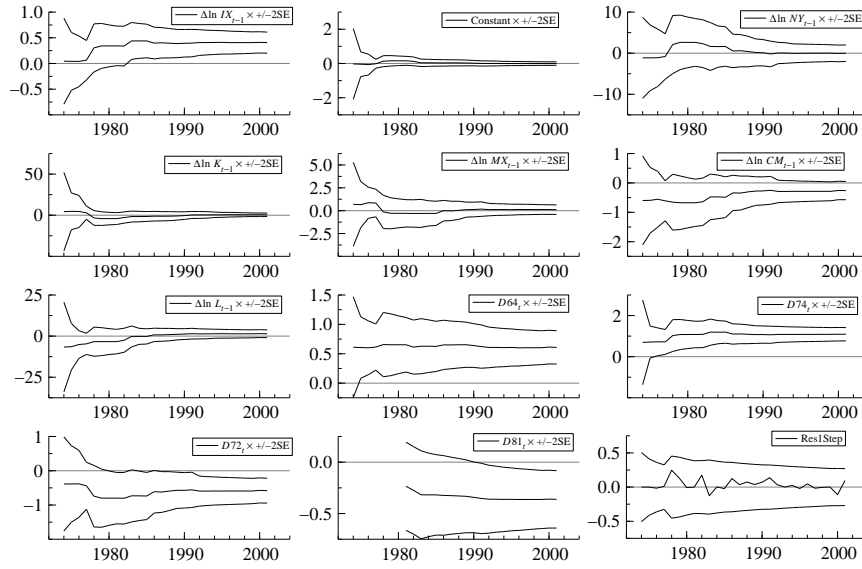 1.0 Δln IX_{t−1} × +/−2SE
0.5
0.0
−0.5
1980 1990 2000
2 Constant × +/−2SE
0
−2
1980 1990 2000
10 Δln NY_{t−1} × +/−2SE
0
−10
1980 1990 2000
50 Δln K_{t−1} × +/−2SE
0
1980 1990 2000
5.0 Δln MX_{t−1} × +/−2SE
2.5
0.0
−2.5
1980 1990 2000
1 Δln CM_{t−1} × +/−2SE
0
−1
−2
1980 1990 2000
25 Δln L_{t−1} × +/−2SE
0
−25
1980 1990 2000
1.5 D64_t × +/−2SE
1.0
0.5
0.0
1980 1990 2000
D74_t × +/−2SE
2
0
1980 1990 2000
1 D72_t × +/−2SE
0
−1
1980 1990 2000
D81_t × +/−2SE
0.0
−0.5
1980 1990 2000
Res1Step
0.5
0.0
−0.5
1980 1990 2000